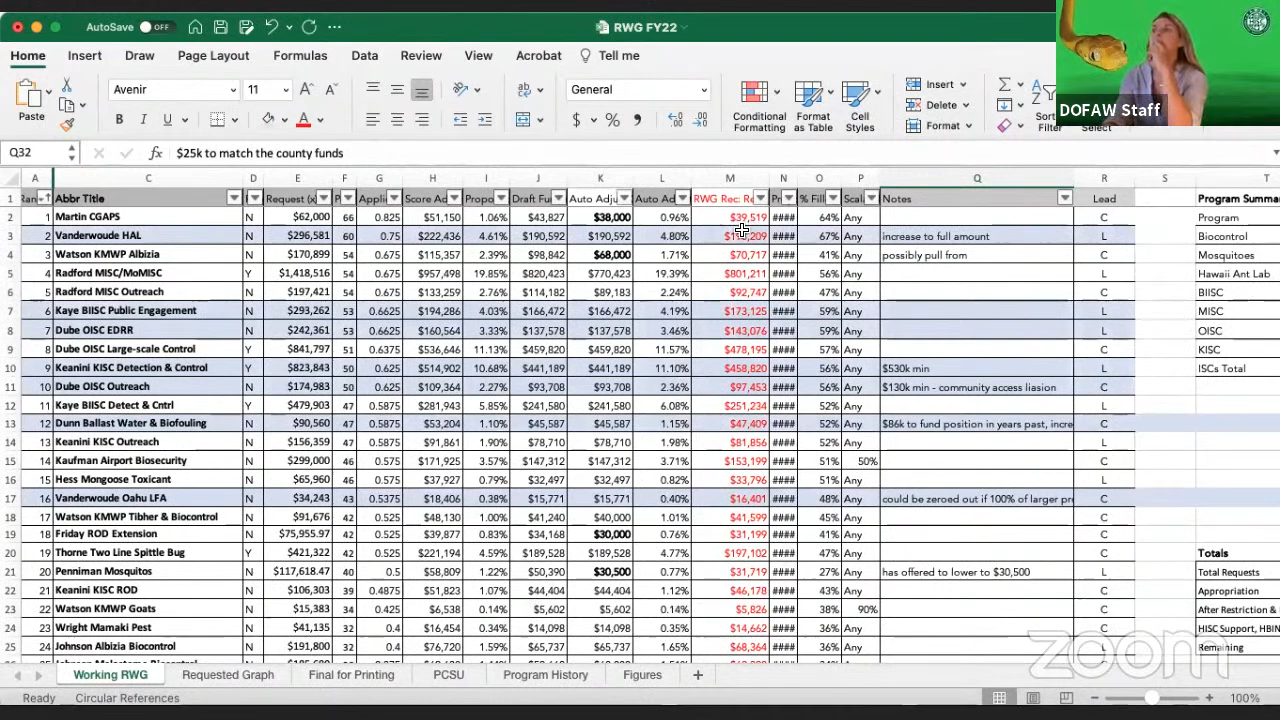 AutoSave OFF RWG FY22
Home Insert Draw Page Layout Formulas Data Review View Acrobat Tell me
Paste Avenir 11 General Conditional Formatting Format as Table Cell Styles Insert Delete Format Filter Select
DOFAW Staff
Q32 fx $25k to match the county funds
A C D E F G H I J K L M N O P Q R S T
1 Abbr Title Request Score Draft Auto RWG Rec: % Fill Notes Lead Program
2 1 Martin CGAPS N $62,000 66 0.825 $51,150 1.06% $43,827 $38,000 0.96% $39,519 #### 64% Any C Program
3 2 Vanderwoude HAL N $296,581 60 0.75 $222,436 4.61% $190,592 $190,592 4.80% #### 67% Any increase to full amount L Biocontrol
4 3 Watson KMWP Albizia N $170,899 54 0.675 $115,357 2.39% $98,842 $68,000 1.71% $70,717 #### 41% Any possibly pull from C Mosquitoes
5 4 Radford MISC/MoMISC Y $1,418,516 54 0.675 $957,498 19.85% $820,423 $770,423 19.39% $801,211 #### 56% Any L Hawaii Ant Lab
6 5 Radford MISC Outreach N $197,421 54 0.675 $133,259 2.76% $114,182 $89,183 2.24% $92,747 #### 47% Any C BIISC
7 6 Kaye BIISC Public Engagement N $293,262 53 0.6625 $194,286 4.03% $166,472 $166,472 4.19% $173,125 #### 59% Any L MISC
8 7 Dube OISC EDRR N $242,361 53 0.6625 $160,564 3.33% $137,578 $137,578 3.46% $143,076 #### 59% Any L OISC
9 8 Dube OISC Large-scale Control Y $841,797 51 0.6375 $536,646 11.13% $459,820 $459,820 11.57% $478,195 #### 57% Any C KISC
10 9 Keanini KISC Detection & Control Y $823,843 50 0.625 $514,902 10.68% $441,189 $441,189 11.10% $458,820 #### 56% Any $530k min L ISCs Total
11 10 Dube OISC Outreach N $174,983 50 0.625 $109,364 2.27% $93,708 $93,708 2.36% $97,453 #### 56% Any $130k min - community access liasion C
12 11 Kaye BIISC Detect & Cntrl Y $479,903 47 0.5875 $281,943 5.85% $241,580 $241,580 6.08% $251,234 #### 52% Any L
13 12 Dunn Ballast Water & Biofouling N $90,560 47 0.5875 $53,204 1.10% $45,587 $45,587 1.15% $47,409 #### 52% Any $86k to fund position in years past, incre C
14 13 Keanini KISC Outreach N $156,359 47 0.5875 $91,861 1.90% $78,710 $78,710 1.98% $81,856 #### 52% Any L
15 14 Kaufman Airport Biosecurity N $299,000 46 0.575 $171,925 3.57% $147,312 $147,312 3.71% $153,199 #### 51% 50% C
16 15 Hess Mongoose Toxicant N $65,960 46 0.575 $37,927 0.79% $32,497 $32,497 0.82% $33,796 #### 51% Any L
17 16 Vanderwoude Oahu LFA N $34,243 43 0.5375 $18,406 0.38% $15,771 $15,771 0.40% $16,401 #### 48% Any could be zeroed out if 100% of larger pr C
18 17 Watson KMWP Tibher & Biocontrol N $91,676 42 0.525 $48,130 1.00% $41,240 $40,000 1.01% $41,599 #### 45% Any C
19 18 Friday ROD Extension N $75,955.97 42 0.525 $39,877 0.83% $34,168 $30,000 0.76% $31,199 #### 41% Any C
20 19 Thorne Two Line Spittle Bug Y $421,322 42 0.525 $221,194 4.59% $189,528 $189,528 4.77% $197,102 #### 47% Any C Totals
21 20 Penniman Mosquitos N $117,618.47 40 0.5 $58,809 1.22% $50,390 $30,500 0.77% $31,719 #### 27% Any has offered to lower to $30,500 L Total Requests
22 21 Keanini KISC ROD N $106,303 39 0.4875 $51,823 1.07% $44,404 $44,404 1.12% $46,178 #### 43% Any C Appropriation
23 22 Watson KMWP Goats N $15,383 34 0.425 $6,538 0.14% $5,602 $5,602 0.14% $5,826 #### 38% 90% C After Restriction &
24 23 Wright Mamaki Pest N $41,135 32 0.4 $16,454 0.34% $14,098 $14,098 0.35% $14,662 #### 36% Any C HISC Support, HBIN
25 24 Johnson Albizia Biocontrol N $191,800 32 0.4 $76,720 1.59% $65,737 $65,737 1.65% $68,364 #### 36% Any L Remaining
zoom
Working RWG Requested Graph Final for Printing PCSU Program History Figures +
Ready Circular References 100%